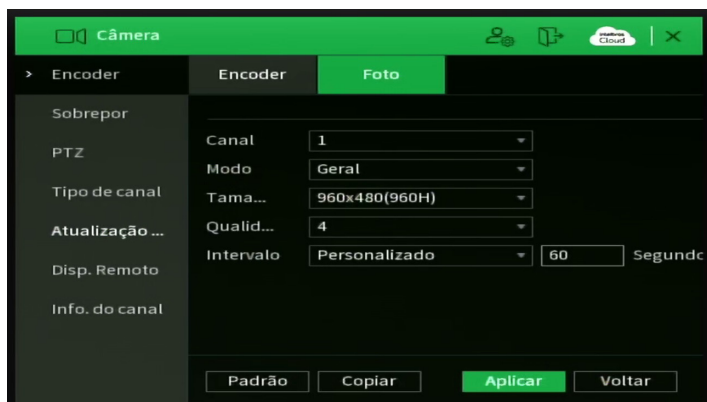 Câmera
intelbras Cloud
> Encoder
Encoder Foto
Sobrepor
PTZ
Tipo de canal
Atualização ...
Disp. Remoto
Info. do canal
Canal 1
Modo Geral
Tama... 960x480(960H)
Qualid... 4
Intervalo Personalizado 60 Segundo
Padrão Copiar Aplicar Voltar